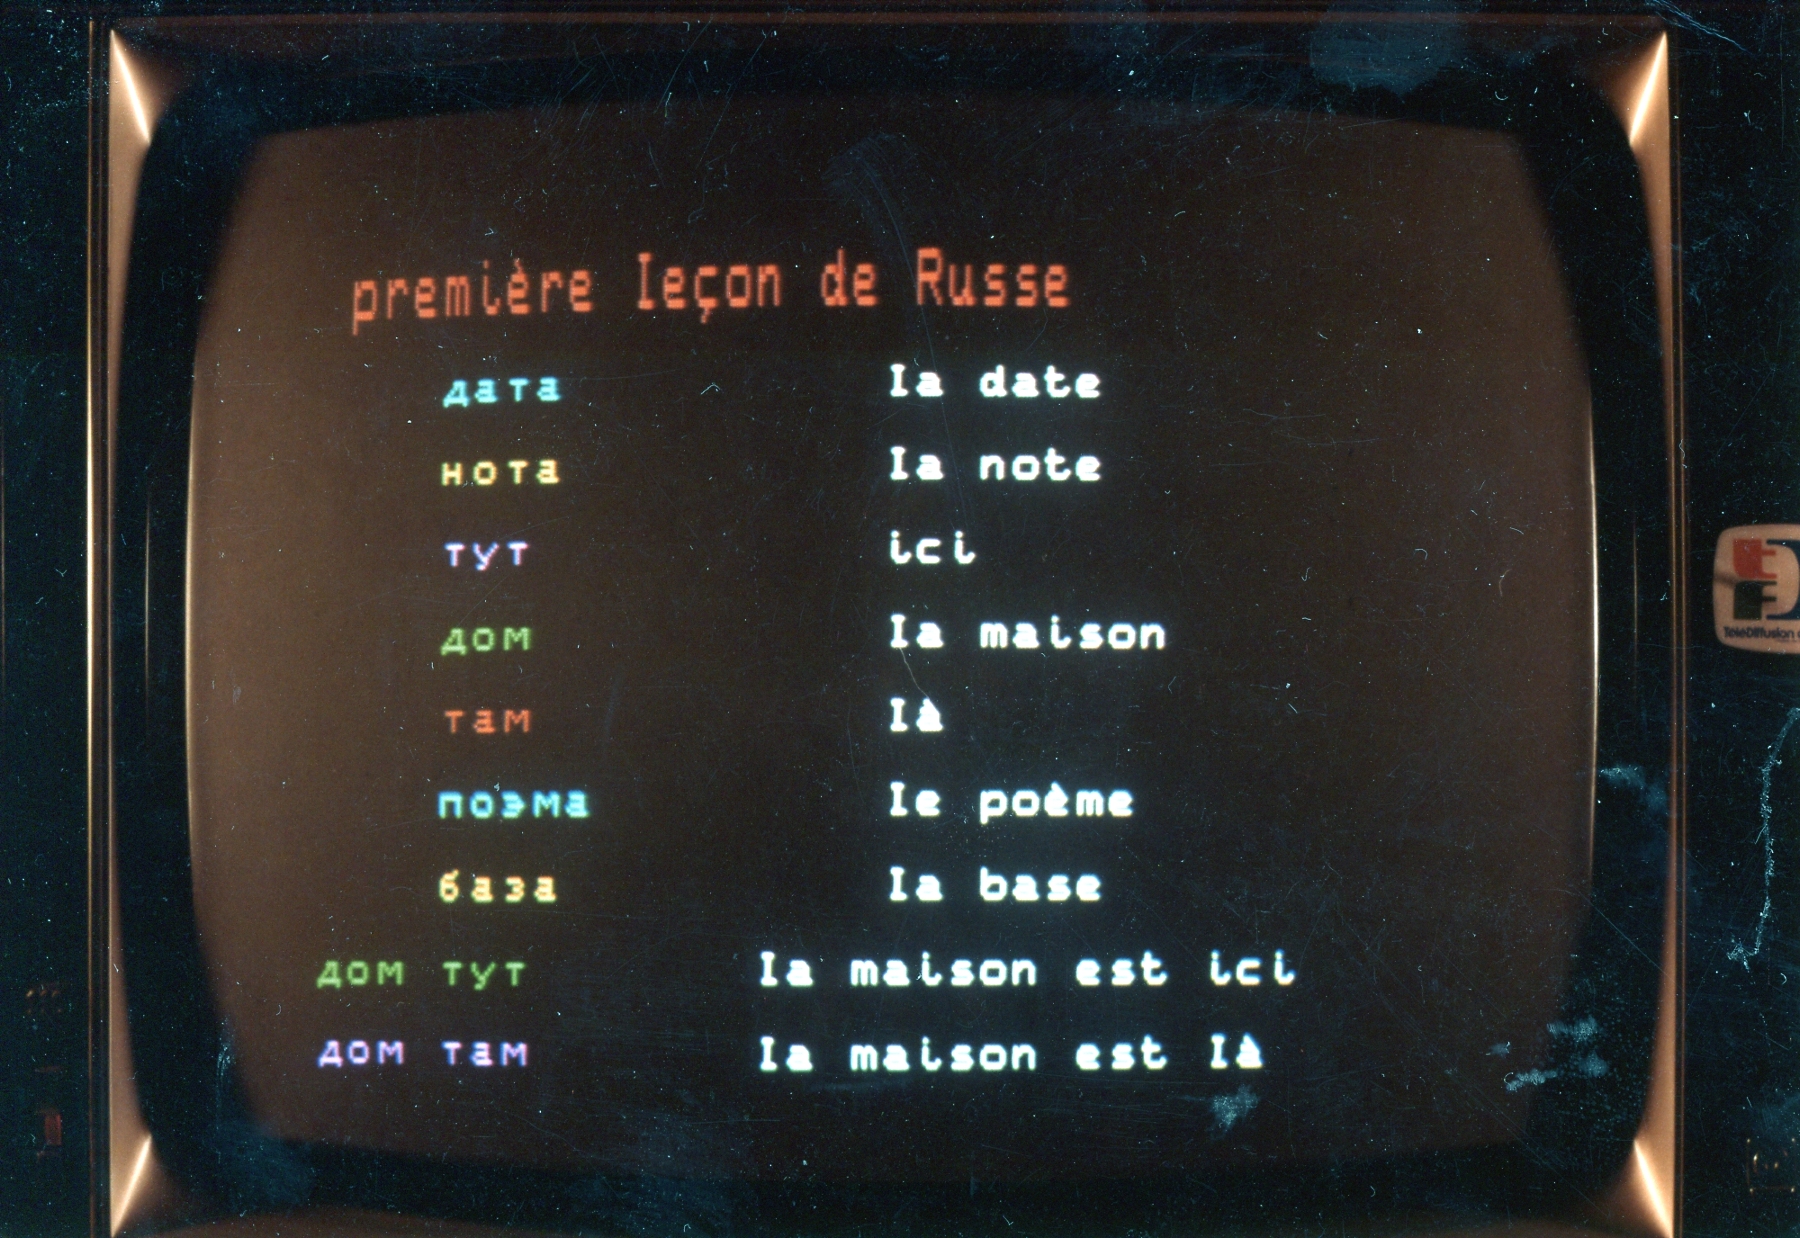 première leçon de Russe
дата la date
нота la note
тут ici
дом la maison
там là
поэма le poème
база la base
дом тут la maison est ici
дом там la maison est là
TéléDiffusion